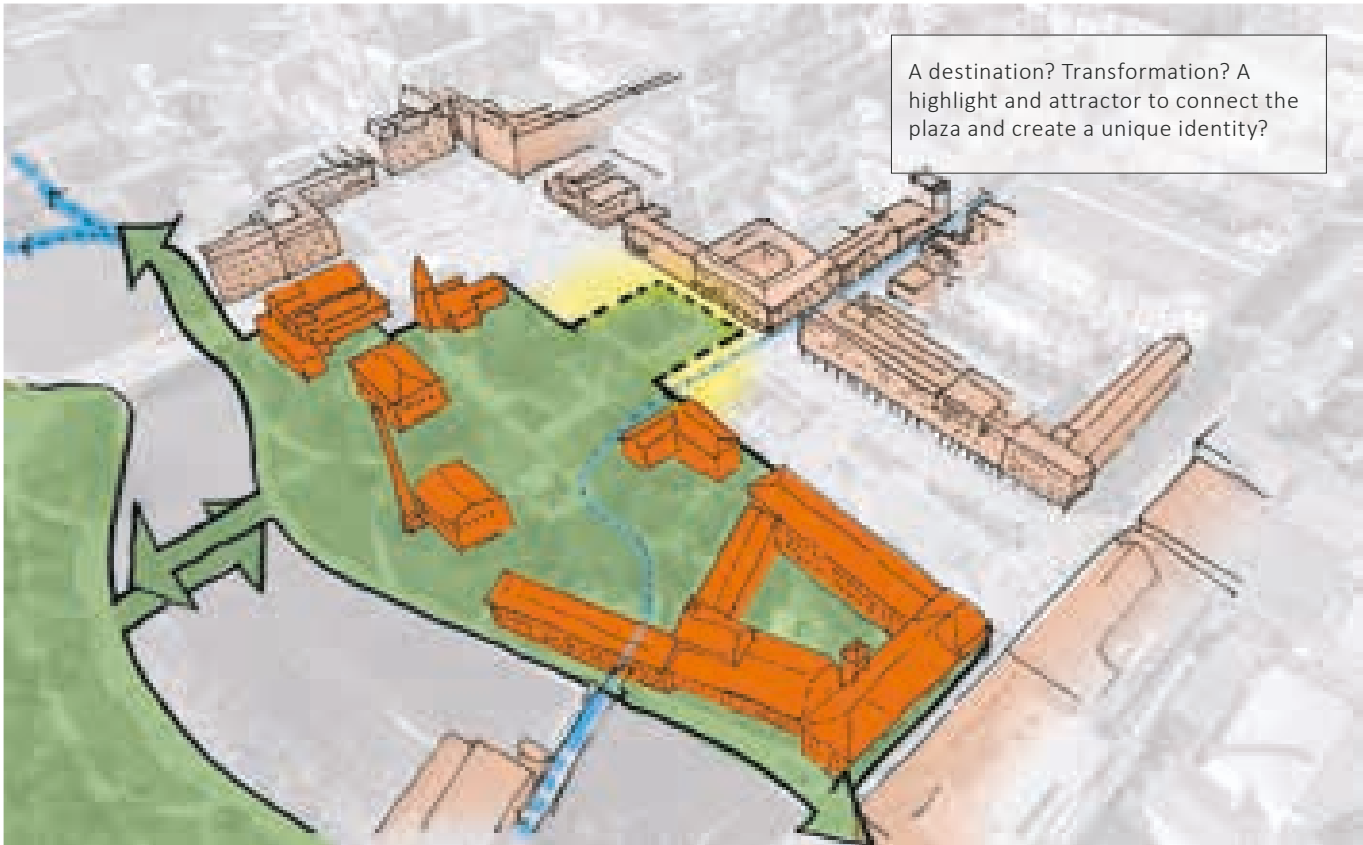 A destination? Transformation? A
highlight and attractor to connect the
plaza and create a unique identity?